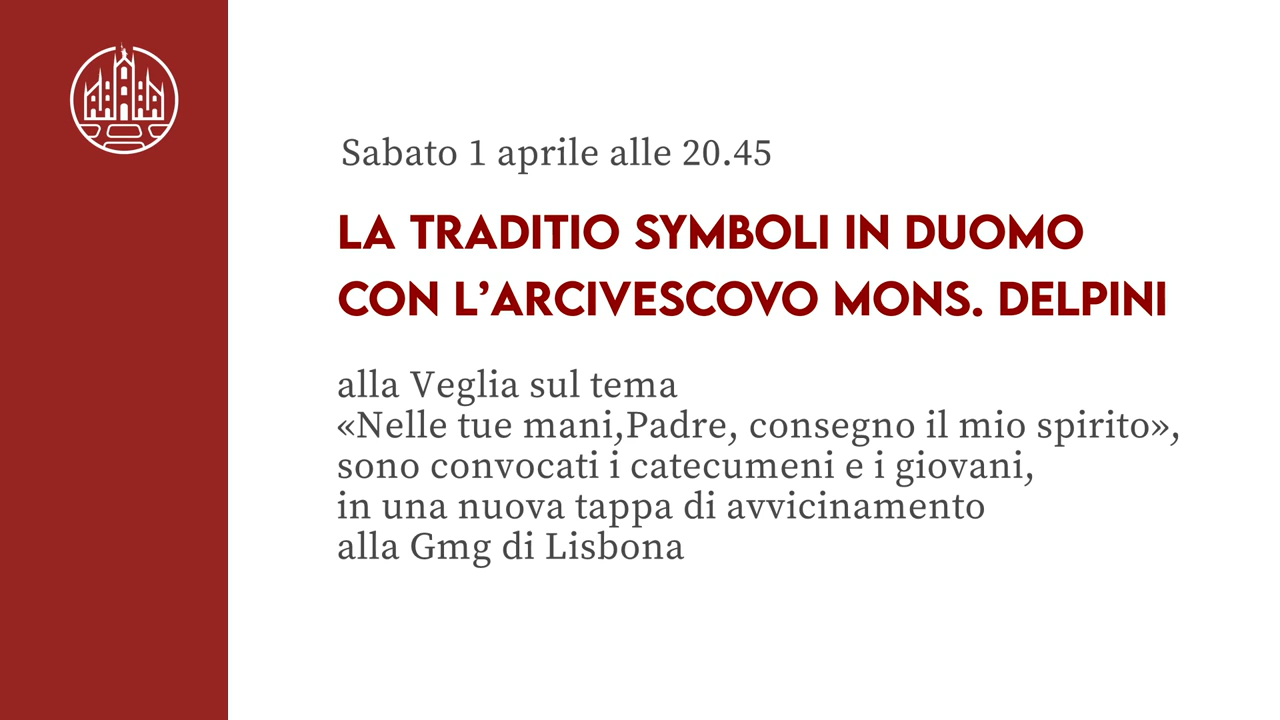 Sabato 1 aprile alle 20.45
LA TRADITIO SYMBOLI IN DUOMO
CON L’ARCIVESCOVO MONS. DELPINI
alla Veglia sul tema
«Nelle tue mani,Padre, consegno il mio spirito»,
sono convocati i catecumeni e i giovani,
in una nuova tappa di avvicinamento
alla Gmg di Lisbona